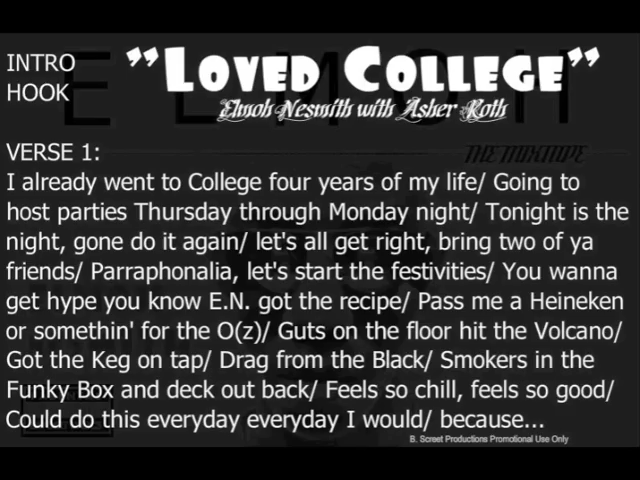 INTRO
HOOK
"LOVED COLLEGE"
Elmoh Nesmith with Asher Roth
ELMOH
THE MIXTAPE
VERSE 1:
I already went to College four years of my life/ Going to
host parties Thursday through Monday night/ Tonight is the
night, gone do it again/ let's all get right, bring two of ya
friends/ Parraphonalia, let's start the festivities/ You wanna
get hype you know E.N. got the recipe/ Pass me a Heineken
or somethin' for the O(z)/ Guts on the floor hit the Volcano/
Got the Keg on tap/ Drag from the Black/ Smokers in the
Funky Box and deck out back/ Feels so chill, feels so good/
Could do this everyday everyday I would/ because...
B. Screet Productions Promotional Use Only